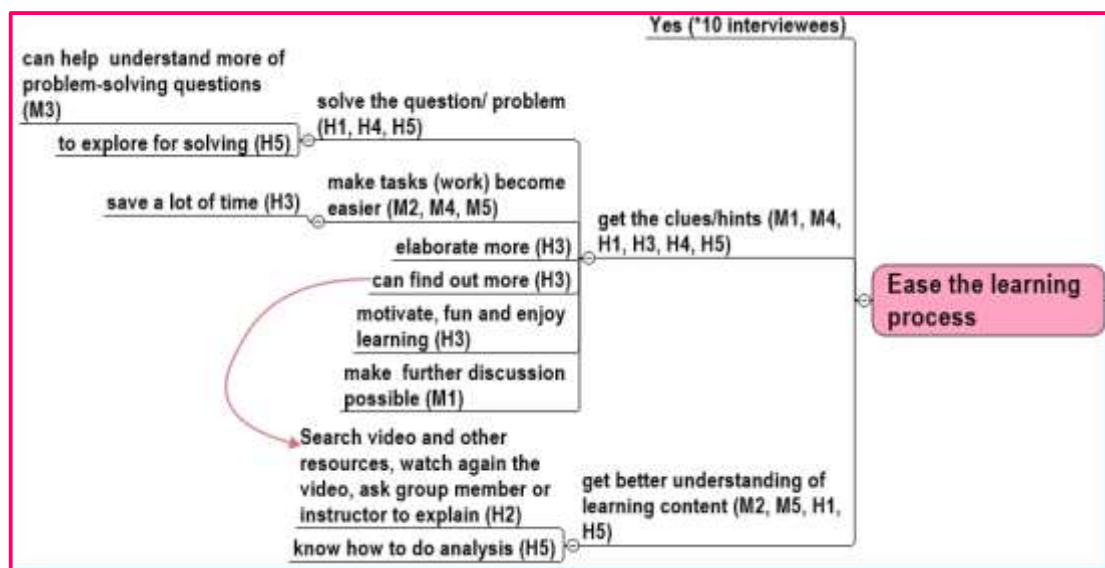 Yes (*10 interviewees)
can help understand more of
problem-solving questions
(M3)
to explore for solving (H5)
solve the question/ problem
(H1, H4, H5)
save a lot of time (H3)
make tasks (work) become
easier (M2, M4, M5)
elaborate more (H3)
can find out more (H3)
motivate, fun and enjoy
learning (H3)
make further discussion
possible (M1)
get the clues/hints (M1, M4,
H1, H3, H4, H5)
Search video and other
resources, watch again the
video, ask group member or
instructor to explain (H2)
know how to do analysis (H5)
get better understanding of
learning content (M2, M5, H1,
H5)
Ease the learning
process